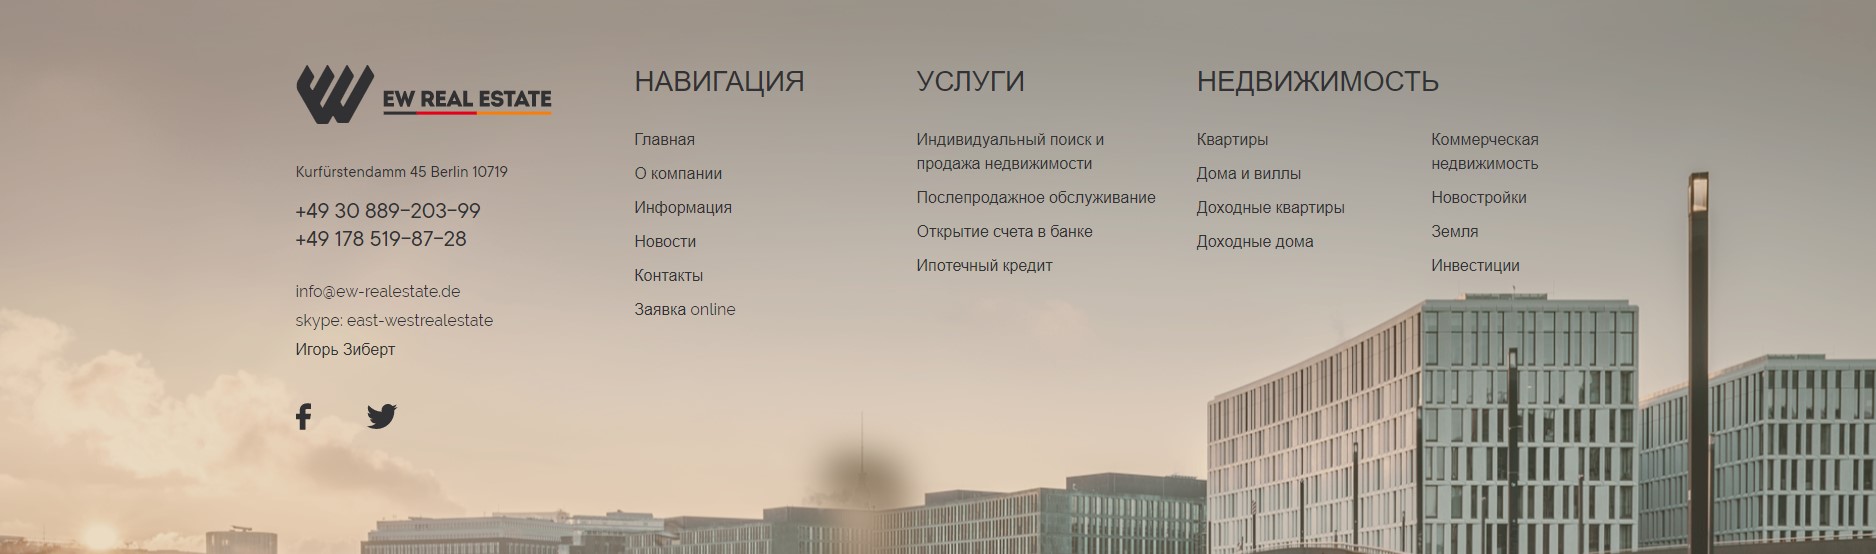 EW REAL ESTATE
Kurfürstendamm 45 Berlin 10719
+49 30 889-203-99
+49 178 519-87-28
info@ew-realestate.de
skype: east-westrealestate
Игорь Зиберт
НАВИГАЦИЯ
Главная
О компании
Информация
Новости
Контакты
Заявка online
УСЛУГИ
Индивидуальный поиск и
продажа недвижимости
Послепродажное обслуживание
Открытие счета в банке
Ипотечный кредит
НЕДВИЖИМОСТЬ
Квартиры
Дома и виллы
Доходные квартиры
Доходные дома
Коммерческая
недвижимость
Новостройки
Земля
Инвестиции